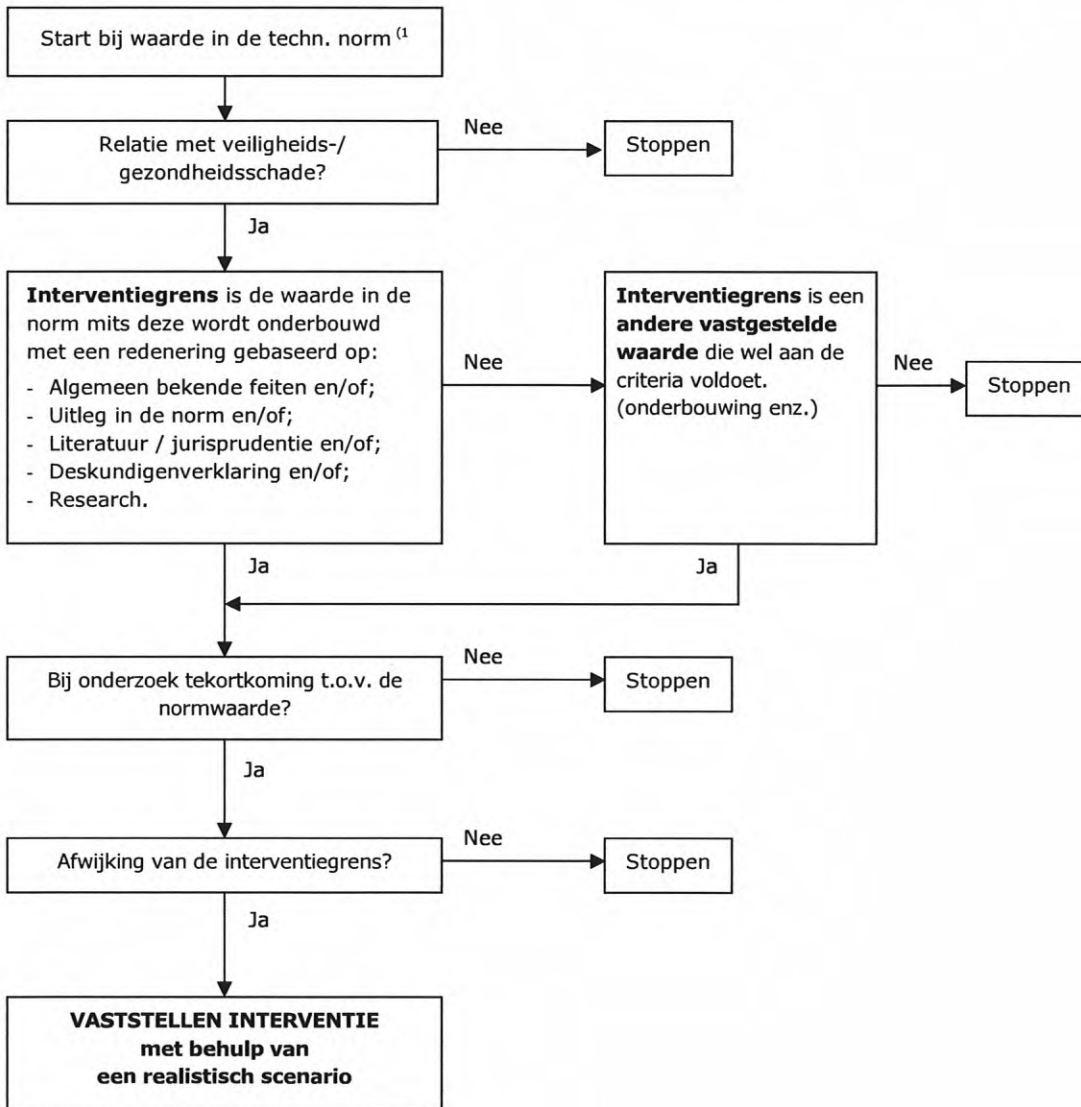 Start bij waarde in de techn. norm (1
Relatie met veiligheids-/
gezondheidsschade?
Nee
Stoppen
Ja
Interventiegrens is de waarde in de
norm mits deze wordt onderbouwd
met een redenering gebaseerd op:
- Algemeen bekende feiten en/of;
- Uitleg in de norm en/of;
- Literatuur / jurisprudentie en/of;
- Deskundigenverklaring en/of;
- Research.
Nee
Interventiegrens is een
andere vastgestelde
waarde die wel aan de
criteria voldoet.
(onderbouwing enz.)
Nee
Stoppen
Ja
Ja
Bij onderzoek tekortkoming t.o.v. de
normwaarde?
Nee
Stoppen
Ja
Afwijking van de interventiegrens?
Nee
Stoppen
Ja
VASTSTELLEN INTERVENTIE
met behulp van
een realistisch scenario